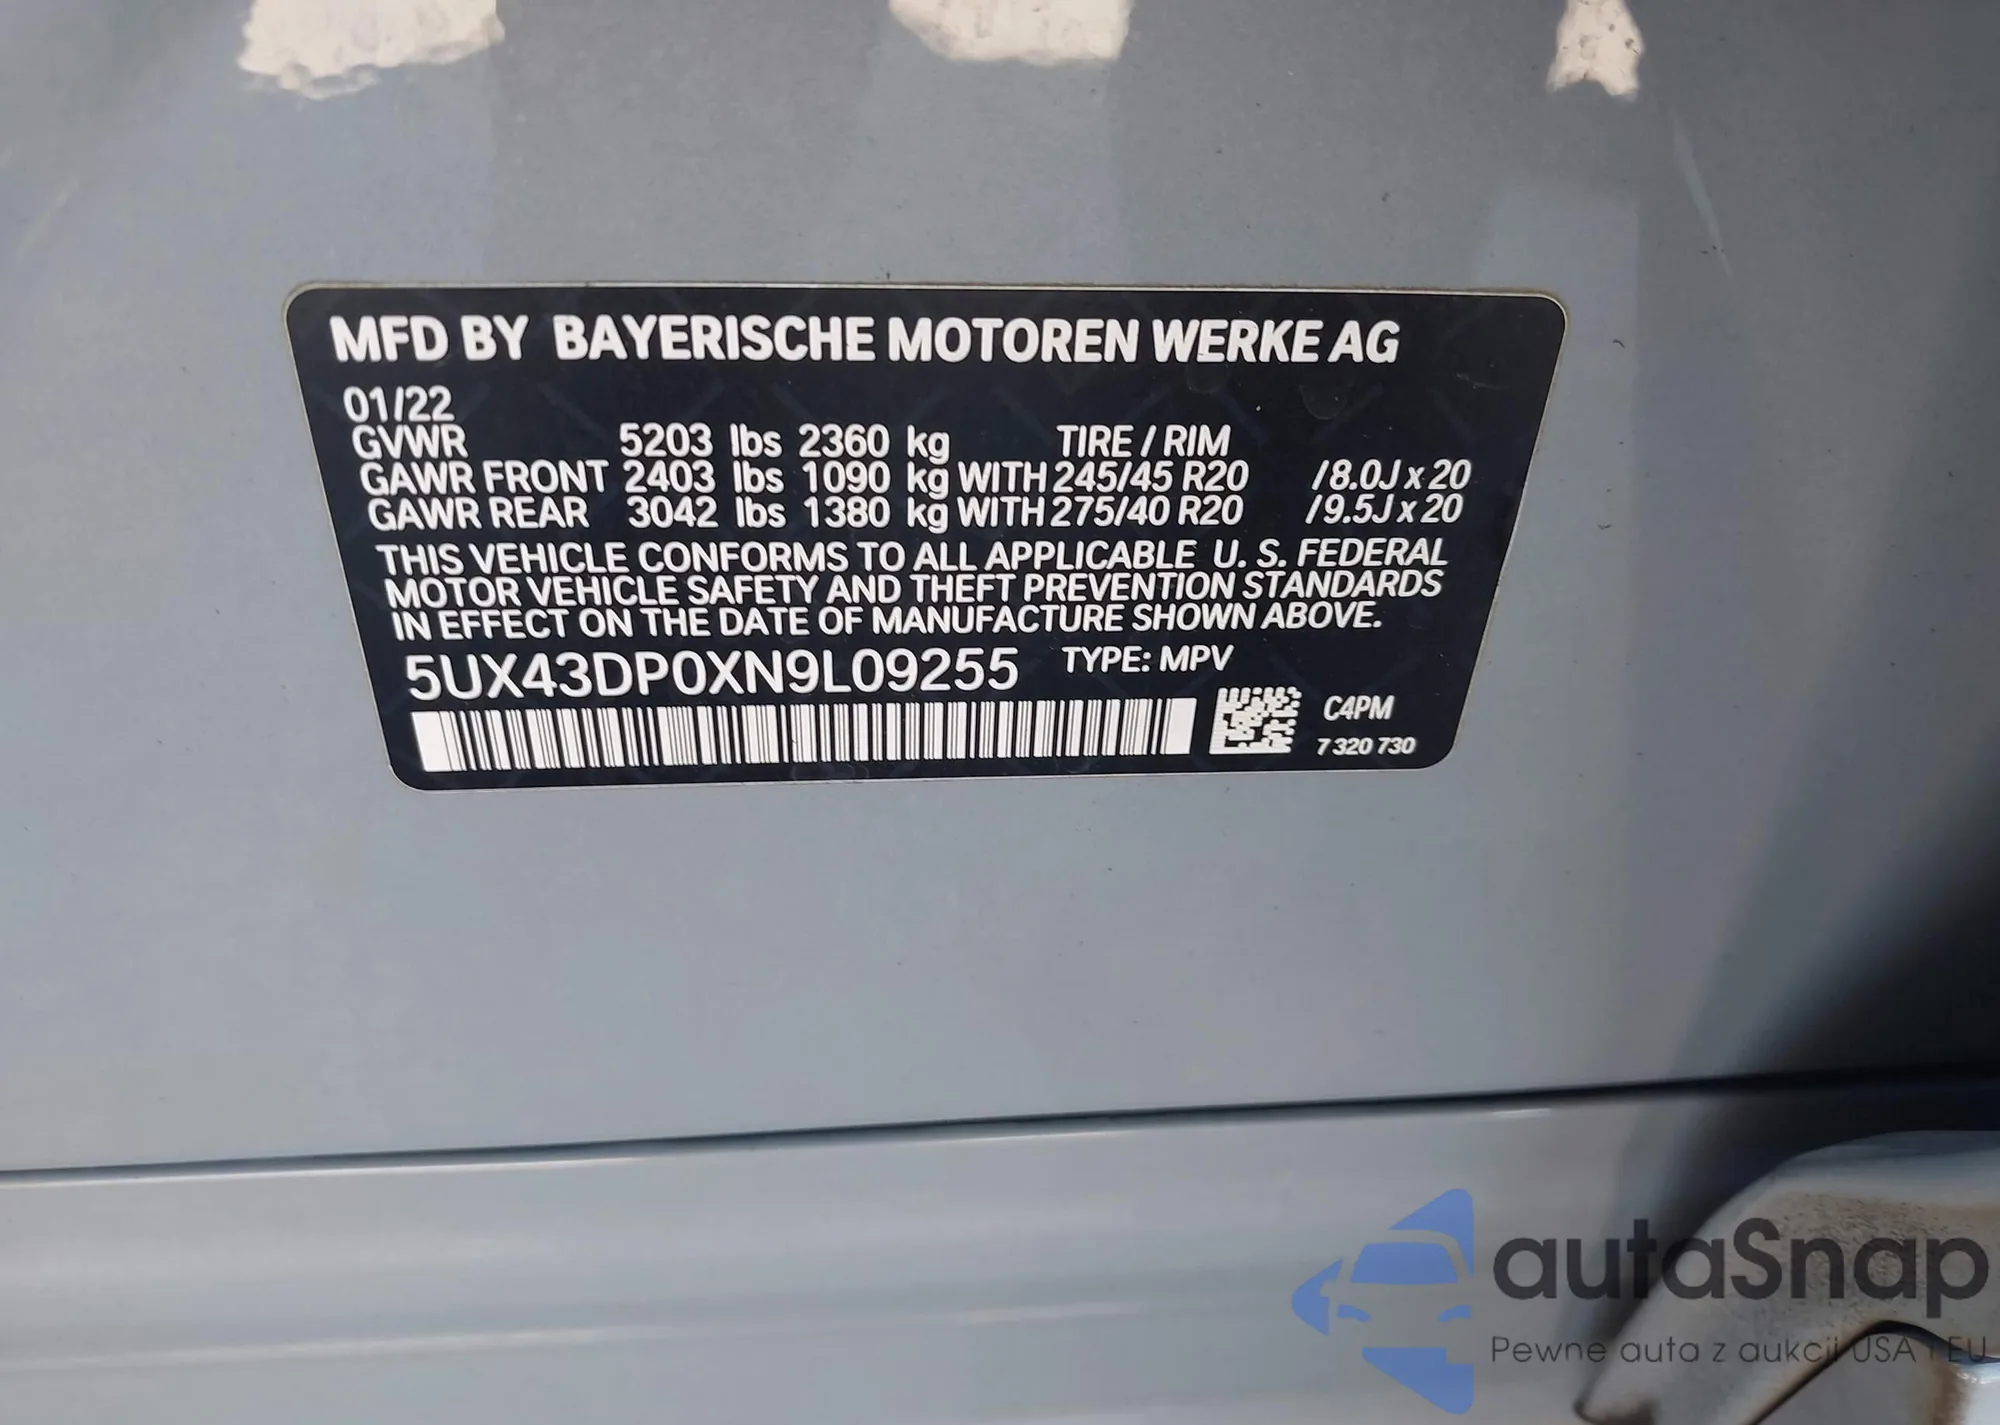 MFD BY BAYERISCHE MOTOREN WERKE AG
01/22
GVWR 5203 lbs 2360 kg TIRE / RIM
GAWR FRONT 2403 lbs 1090 kg WITH 245/45 R20 /8.0J x 20
GAWR REAR 3042 lbs 1380 kg WITH 275/40 R20 /9.5J x 20
THIS VEHICLE CONFORMS TO ALL APPLICABLE U. S. FEDERAL
MOTOR VEHICLE SAFETY AND THEFT PREVENTION STANDARDS
IN EFFECT ON THE DATE OF MANUFACTURE SHOWN ABOVE.
5UX43DP0XN9L09255 TYPE: MPV
C4PM
7 320 730
autaSnap
Pewne auta z aukcji USA i EU